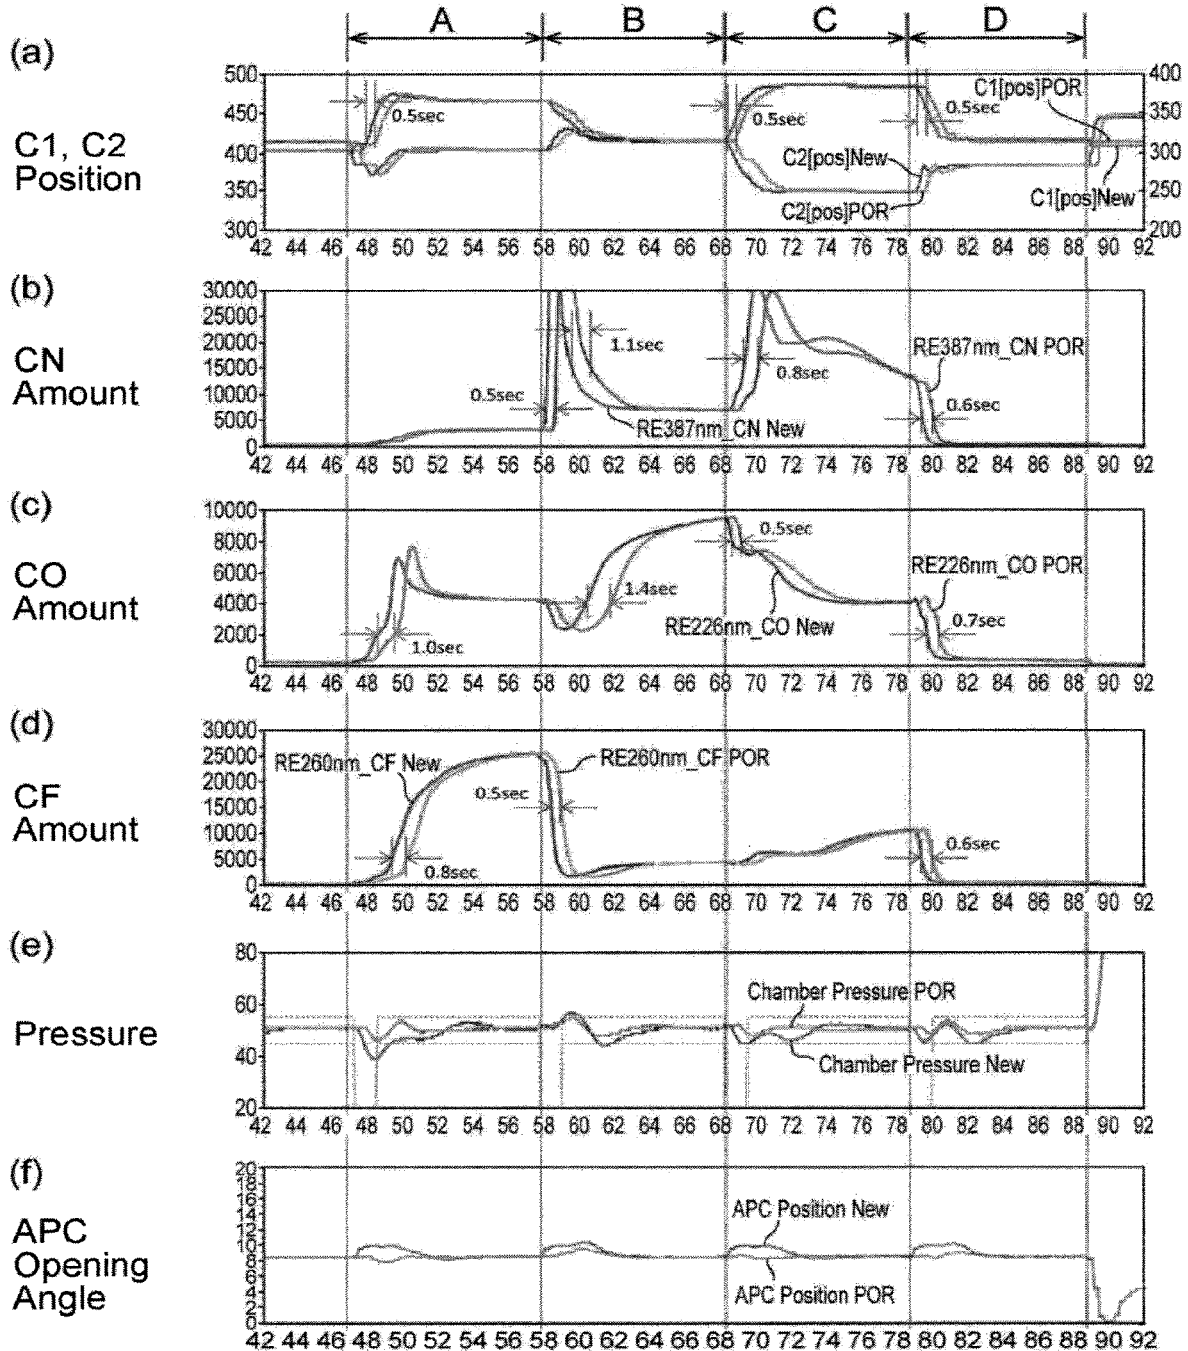 A B C D
(a)
C1, C2
Position
500
450
400
350
300
400
350
300
250
200
0.5sec
0.5sec
0.5sec
C1[pos]POR
C2[pos]New
C2[pos]POR
C1[pos]New
42 44 46 48 50 52 54 56 58 60 62 64 66 68 70 72 74 76 78 80 82 84 86 88 90 92
(b)
CN
Amount
30000
25000
20000
15000
10000
5000
0
0.5sec
1.1sec
0.8sec
0.6sec
RE387nm_CN POR
RE387nm_CN New
42 44 46 48 50 52 54 56 58 60 62 64 66 68 70 72 74 76 78 80 82 84 86 88 90 92
(c)
CO
Amount
10000
8000
6000
4000
2000
0
1.0sec
1.4sec
0.5sec
0.7sec
RE226nm_CO POR
RE226nm_CO New
42 44 46 48 50 52 54 56 58 60 62 64 66 68 70 72 74 76 78 80 82 84 86 88 90 92
(d)
CF
Amount
30000
25000
20000
15000
10000
5000
0
RE260nm_CF New
RE260nm_CF POR
0.5sec
0.8sec
0.6sec
42 44 46 48 50 52 54 56 58 60 62 64 66 68 70 72 74 76 78 80 82 84 86 88 90 92
(e)
Pressure
80
60
40
20
Chamber Pressure POR
Chamber Pressure New
42 44 46 48 50 52 54 56 58 60 62 64 66 68 70 72 74 76 78 80 82 84 86 88 90 92
(f)
APC
Opening
Angle
20
18
16
14
12
10
8
6
4
2
0
APC Position New
APC Position POR
42 44 46 48 50 52 54 56 58 60 62 64 66 68 70 72 74 76 78 80 82 84 86 88 90 92